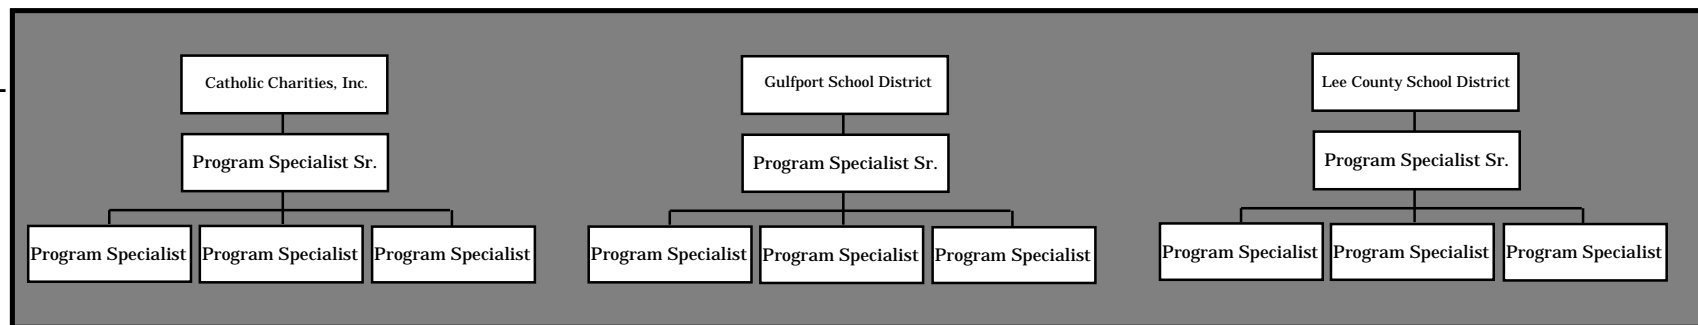 Catholic Charities, Inc.
Gulfport School District
Lee County School District
Program Specialist Sr.
Program Specialist Sr.
Program Specialist Sr.
Program Specialist
Program Specialist
Program Specialist
Program Specialist
Program Specialist
Program Specialist
Program Specialist
Program Specialist
Program Specialist